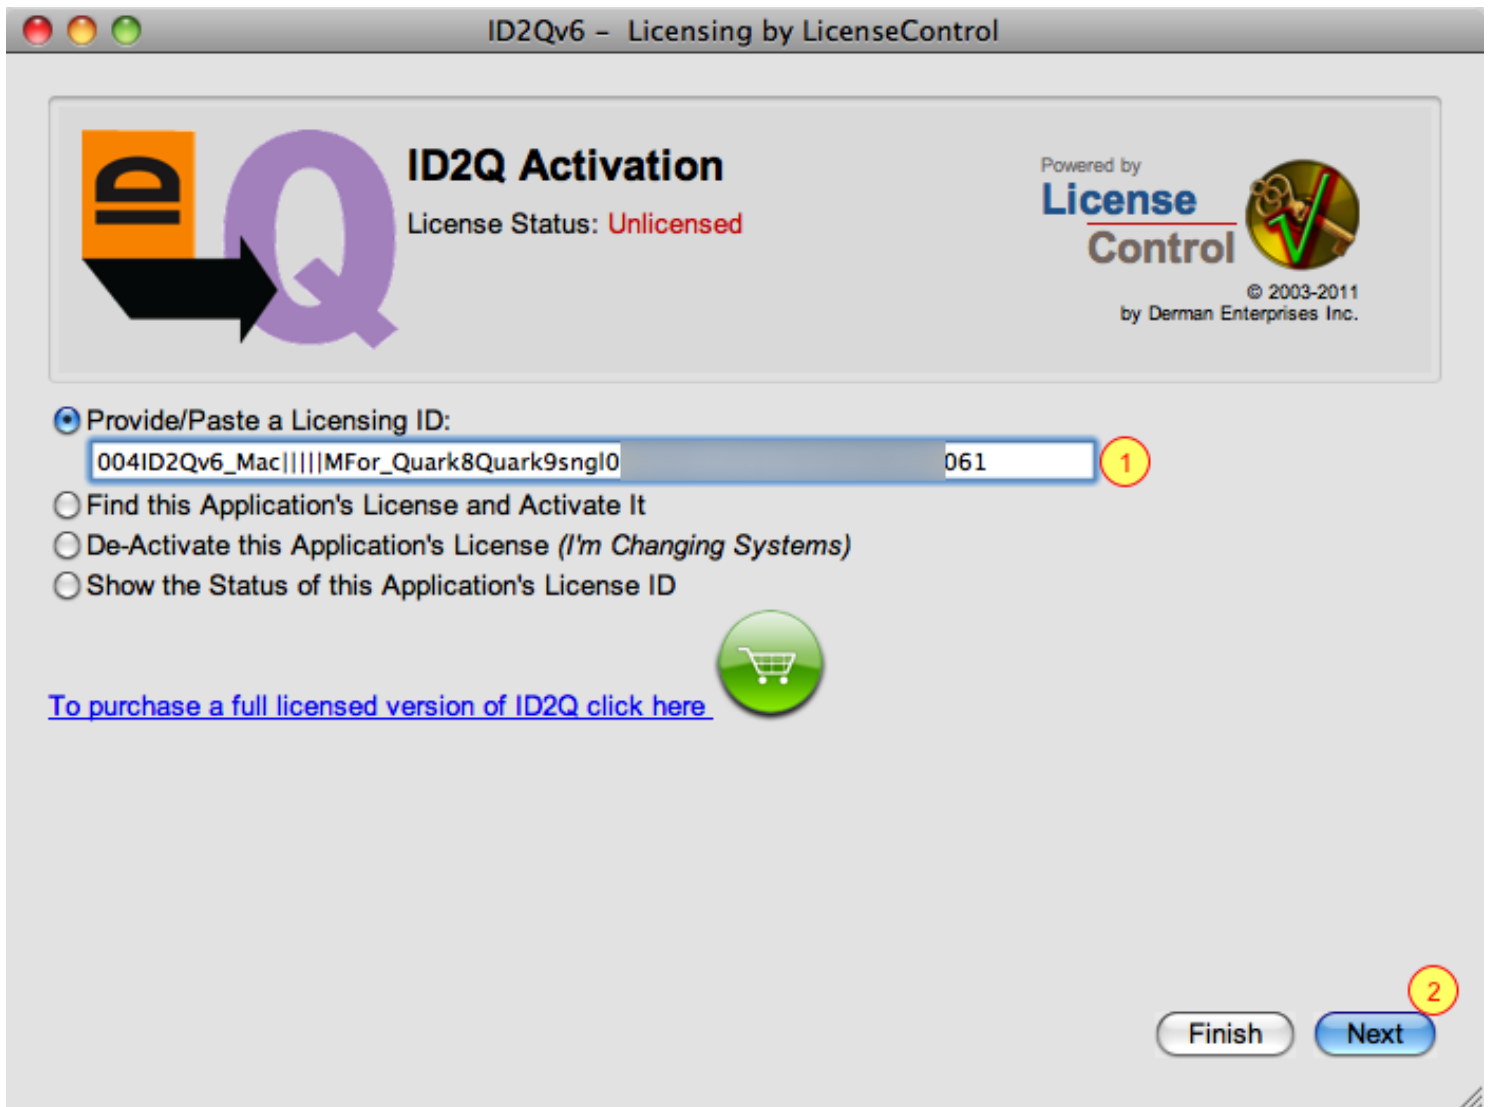 ID2Qv6 – Licensing by LicenseControl
ID
Q
ID2Q Activation
License Status: Unlicensed
Powered by
License
Control
© 2003-2011
by Derman Enterprises Inc.
Provide/Paste a Licensing ID:
004ID2Qv6_Mac|||||MFor_Quark8Quark9sngl0 061
1
Find this Application's License and Activate It
De-Activate this Application's License (I'm Changing Systems)
Show the Status of this Application's License ID
To purchase a full licensed version of ID2Q click here
2
Finish
Next